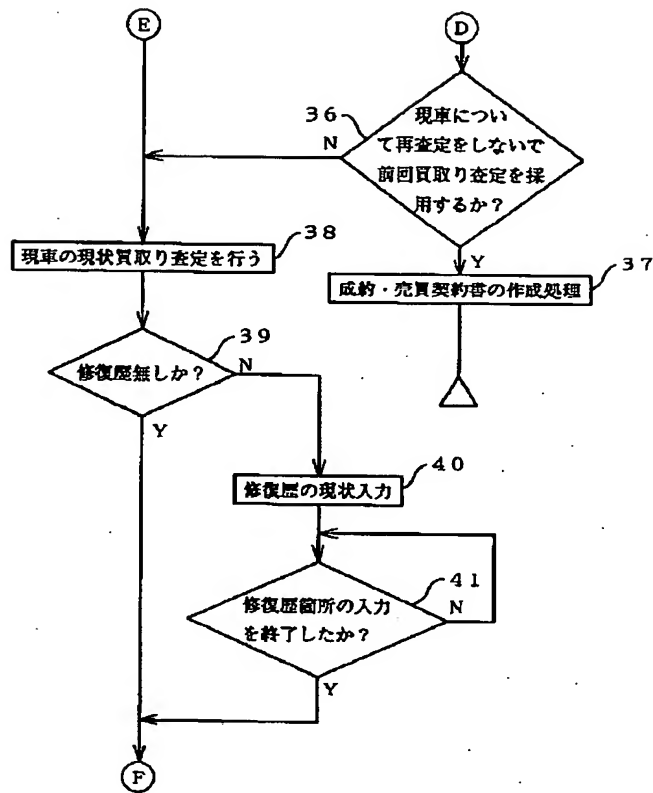 E
D
36
現車につい
て再査定をしないで
前回買取り査定を採
用するか?
N
Y
38
現車の現状買取り査定を行う
37
成約・売買契約書の作成処理
39
修復歴無しか?
N
Y
40
修復歴の現状入力
41
修復歴箇所の入力
を終了したか?
N
Y
F